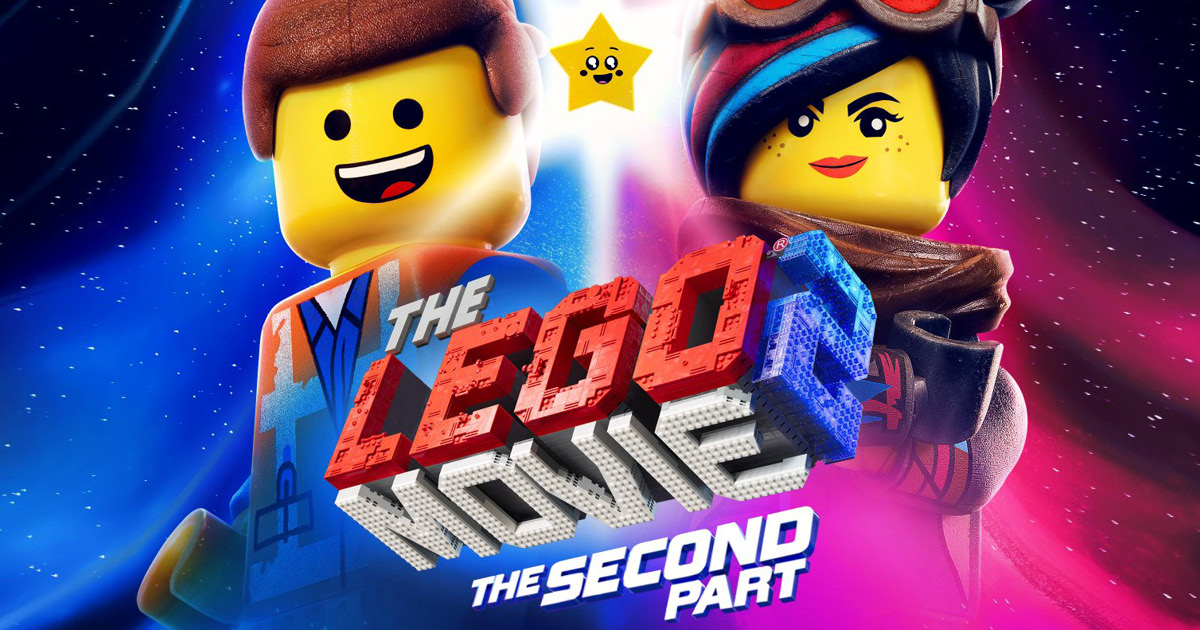 THE
LEGO® 2
MOVIE
THE SECOND
PART